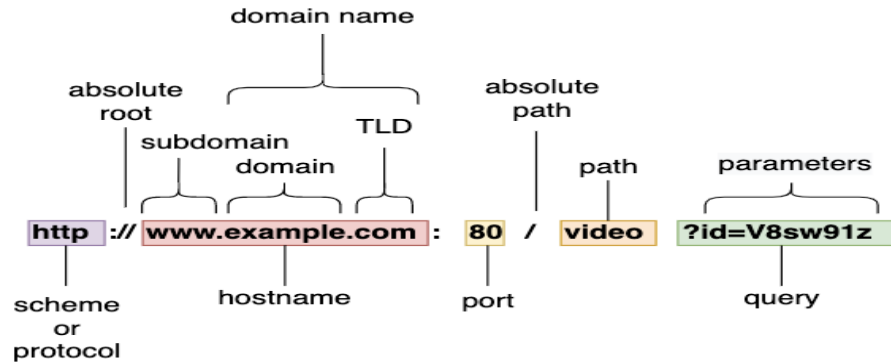 domain name
absolute
root
absolute
path
subdomain
TLD
domain
path
parameters
http :// www.example.com : 80 / video ?id=V8sw91z
scheme
or
protocol
hostname
port
query